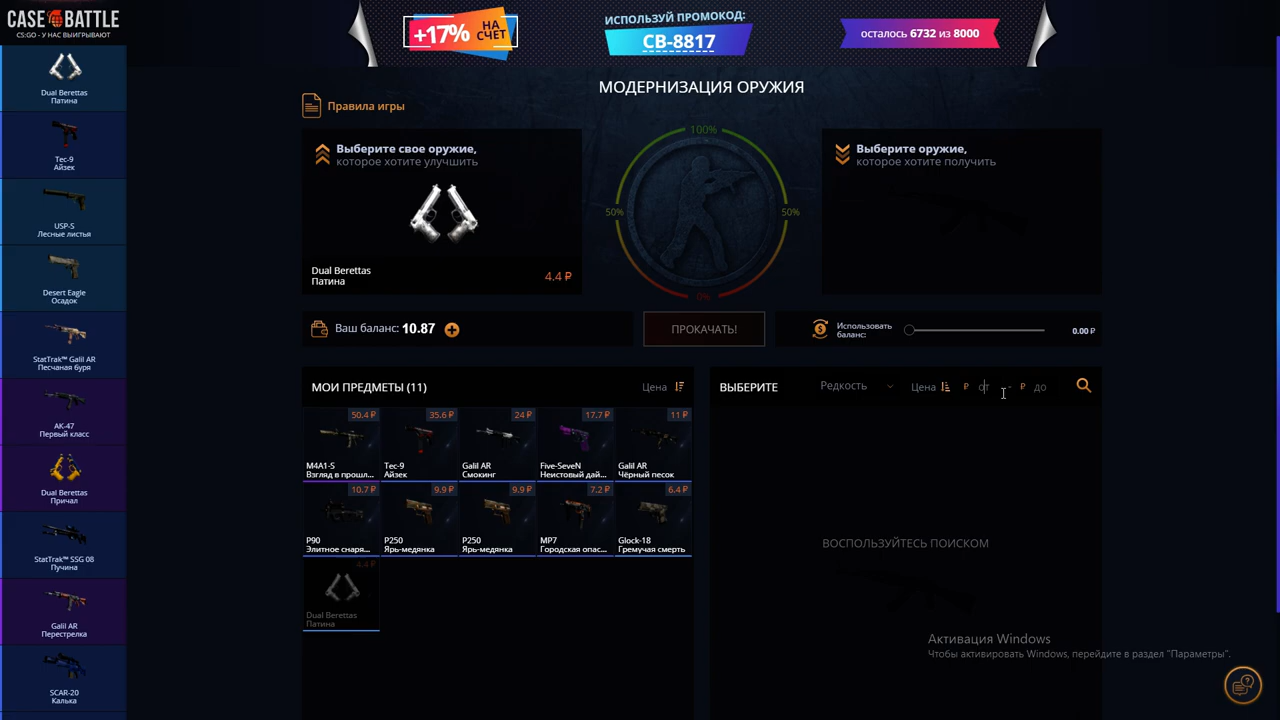 CASE BATTLE
CS:GO - У НАС ВЫИГРЫВАЮТ
+17% НА СЧЕТ
ИСПОЛЬЗУЙ ПРОМОКОД:
CB-8817
осталось 6732 из 8000
Dual Berettas
Патина
Tec-9
Айзек
USP-S
Лесные листья
Desert Eagle
Осадок
StatTrak™ Galil AR
Песчаная буря
AK-47
Первый класс
Dual Berettas
Причал
StatTrak™ SSG 08
Пучина
Galil AR
Перестрелка
SCAR-20
Калька
МОДЕРНИЗАЦИЯ ОРУЖИЯ
Правила игры
Выберите свое оружие,
которое хотите улучшить
Dual Berettas
Патина
4.4 ₽
100%
50%
50%
0%
Выберите оружие,
которое хотите получить
Ваш баланс: 10.87
ПРОКАЧАТЬ!
Использовать
баланс:
0.00 ₽
МОИ ПРЕДМЕТЫ (11)
Цена
50.4 ₽
M4A1-S
Взгляд в прошл...
35.6 ₽
Tec-9
Айзек
24 ₽
Galil AR
Смокинг
17.7 ₽
Five-SeveN
Неистовый дай...
11 ₽
Galil AR
Чёрный песок
10.7 ₽
P90
Элитное снаря...
9.9 ₽
P250
Ярь-медянка
9.9 ₽
P250
Ярь-медянка
7.2 ₽
MP7
Городская опас...
6.4 ₽
Glock-18
Гремучая смерть
4.4 ₽
Dual Berettas
Патина
ВЫБЕРИТЕ
Редкость
Цена
₽ от - ₽ до
ВОСПОЛЬЗУЙТЕСЬ ПОИСКОМ
Активация Windows
Чтобы активировать Windows, перейдите в раздел "Параметры".